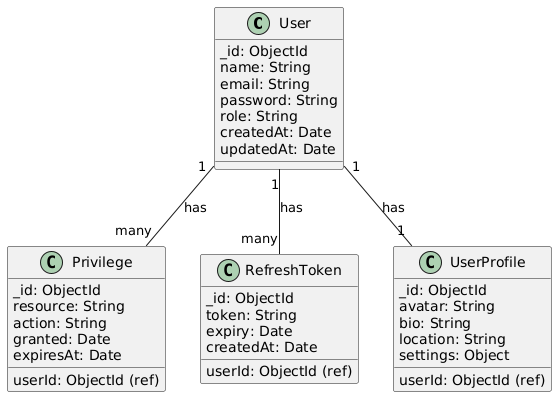 C User
_id: ObjectId
name: String
email: String
password: String
role: String
createdAt: Date
updatedAt: Date
1
1
1
has
has
has
many
many
1
C Privilege
_id: ObjectId
resource: String
action: String
granted: Date
expiresAt: Date
userId: ObjectId (ref)
C RefreshToken
_id: ObjectId
token: String
expiry: Date
createdAt: Date
userId: ObjectId (ref)
C UserProfile
_id: ObjectId
avatar: String
bio: String
location: String
settings: Object
userId: ObjectId (ref)